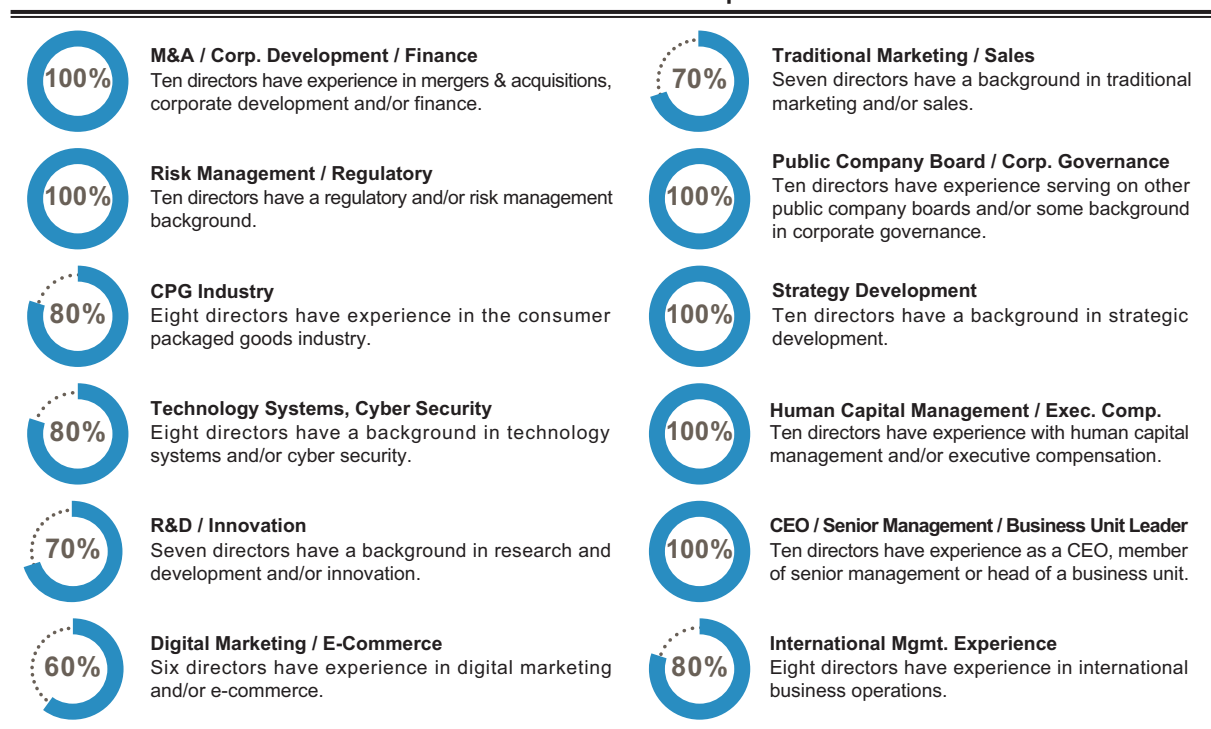 100%
M&A / Corp. Development / Finance
Ten directors have experience in mergers & acquisitions,
corporate development and/or finance.
100%
Risk Management / Regulatory
Ten directors have a regulatory and/or risk management
background.
80%
CPG Industry
Eight directors have experience in the consumer
packaged goods industry.
80%
Technology Systems, Cyber Security
Eight directors have a background in technology
systems and/or cyber security.
70%
R&D / Innovation
Seven directors have a background in research and
development and/or innovation.
60%
Digital Marketing / E-Commerce
Six directors have experience in digital marketing
and/or e-commerce.
70%
Traditional Marketing / Sales
Seven directors have a background in traditional
marketing and/or sales.
100%
Public Company Board / Corp. Governance
Ten directors have experience serving on other
public company boards and/or some background
in corporate governance.
100%
Strategy Development
Ten directors have a background in strategic
development.
100%
Human Capital Management / Exec. Comp.
Ten directors have experience with human capital
management and/or executive compensation.
100%
CEO / Senior Management / Business Unit Leader
Ten directors have experience as a CEO, member
of senior management or head of a business unit.
80%
International Mgmt. Experience
Eight directors have experience in international
business operations.